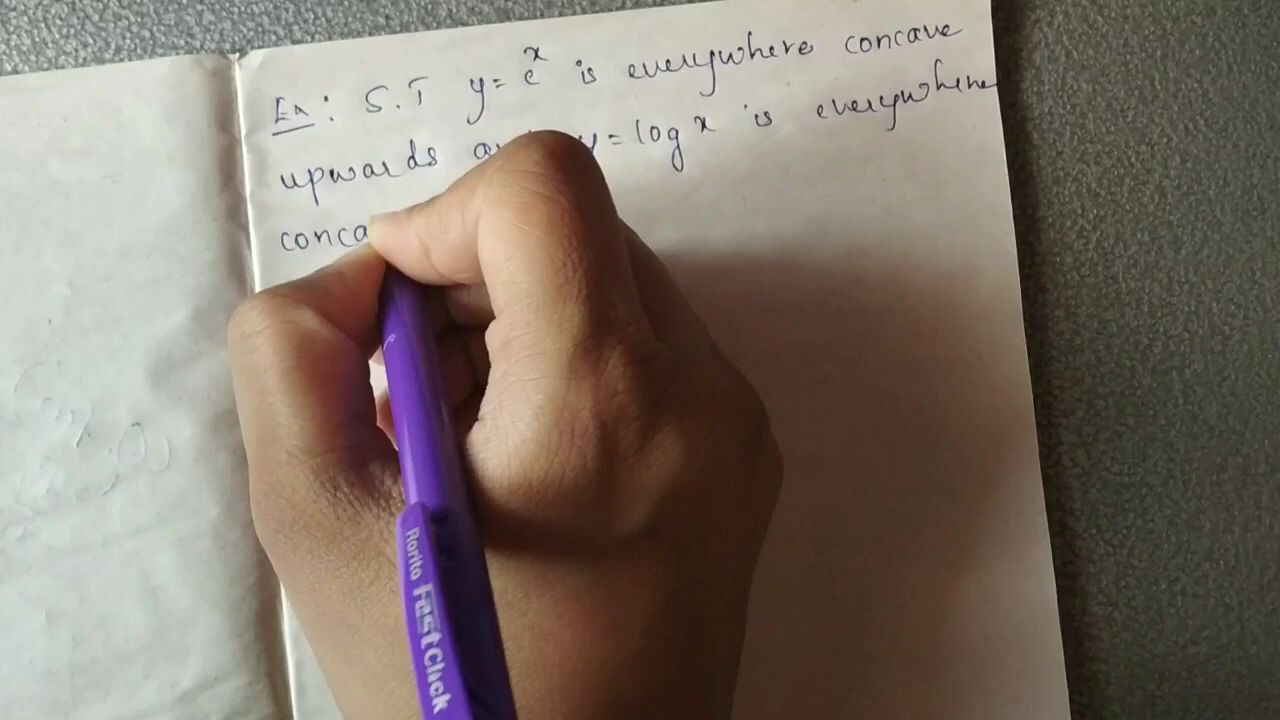 Ex: S.T y = e^x is everywhere concave
upwards y = log x is everywhere
conca
Rorito FastClick